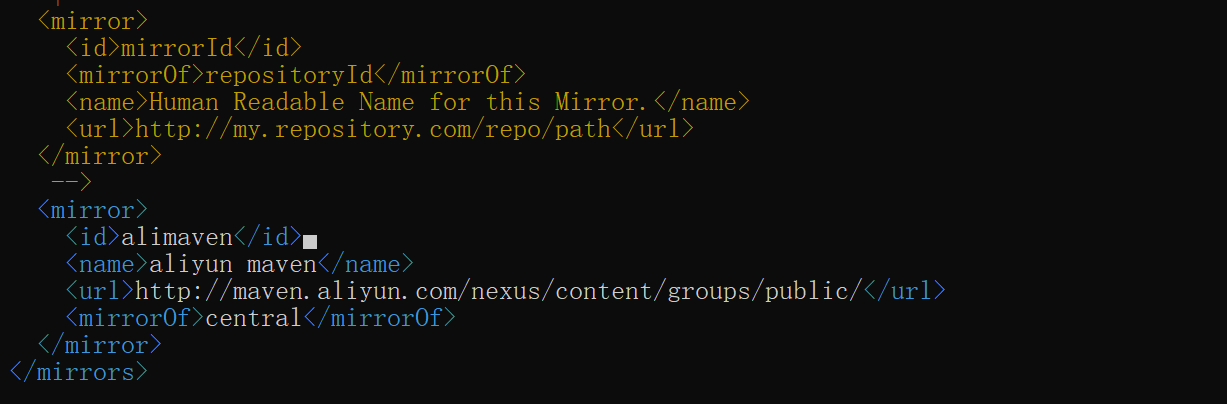 <mirror>
<id>mirrorId</id>
<mirrorOf>repositoryId</mirrorOf>
<name>Human Readable Name for this Mirror.</name>
<url>http://my.repository.com/repo/path</url>
</mirror>
-->
<mirror>
<id>alimaven</id>
<name>aliyun maven</name>
<url>http://maven.aliyun.com/nexus/content/groups/public/</url>
<mirrorOf>central</mirrorOf>
</mirror>
</mirrors>